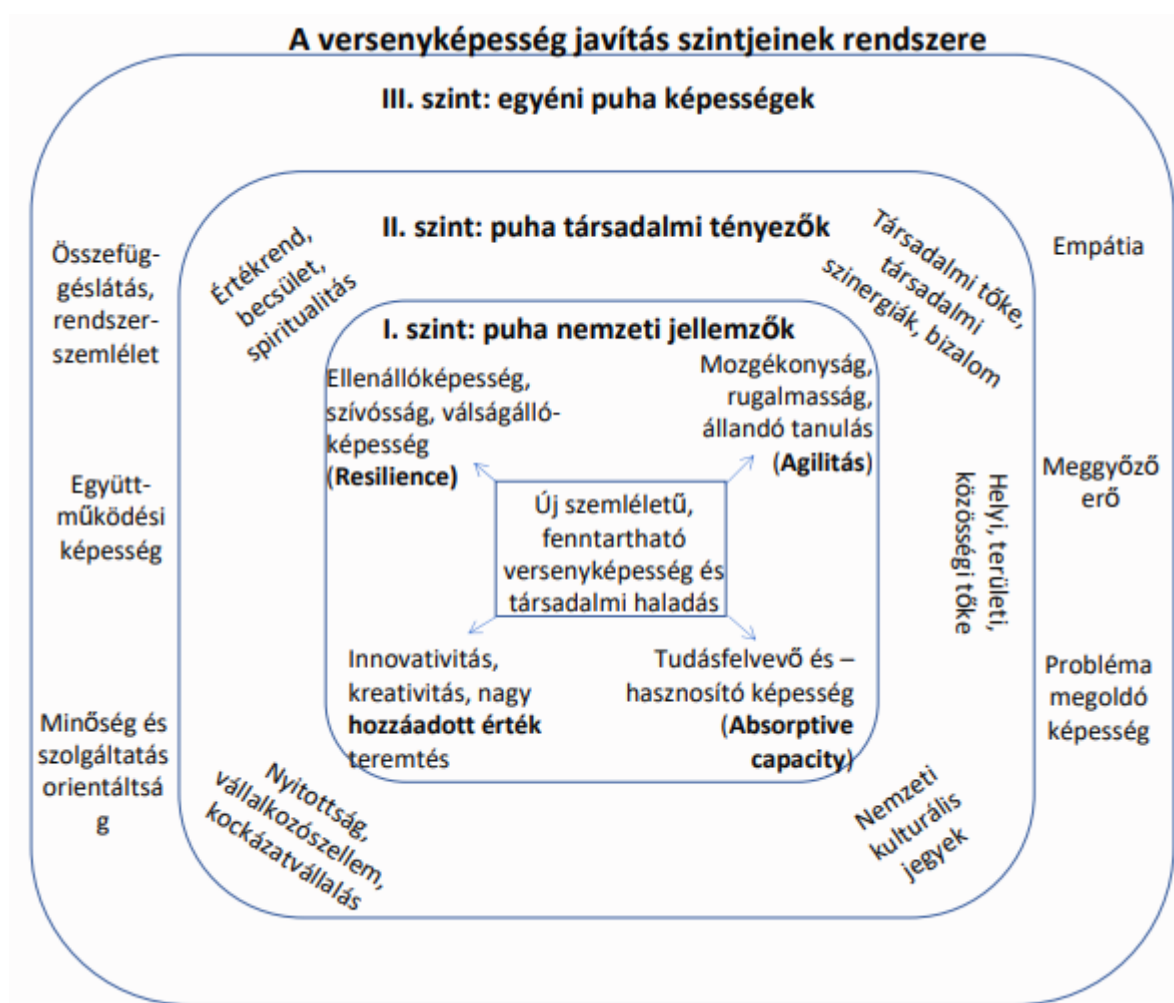 A versenyképesség javítás szintjeinek rendszere
III. szint: egyéni puha képességek
II. szint: puha társadalmi tényezők
I. szint: puha nemzeti jellemzők
Összefüg-
géslátás,
rendszer-
szemlélet
Együtt-
működési
képesség
Minőség és
szolgáltatás
orientáltsá
g
Értékrend,
becsület,
spiritualitás
Nyitottság,
vállalkozószellem,
kockázatvállalás
Ellenállóképesség,
szívósság, válságálló-
képesség
(Resilience)
Mozgékonyság,
rugalmasság,
állandó tanulás
(Agilitás)
Új szemléletű,
fenntartható
versenyképesség és
társadalmi haladás
Innovativitás,
kreativitás, nagy
hozzáadott érték
teremtés
Tudásfelvevő és –
hasznosító képesség
(Absorptive
capacity)
Társadalmi tőke,
társadalmi
szinergiák, bizalom
Helyi, területi,
közösségi tőke
Nemzeti
kulturális
jegyek
Empátia
Meggyőző
erő
Probléma
megoldó
képesség